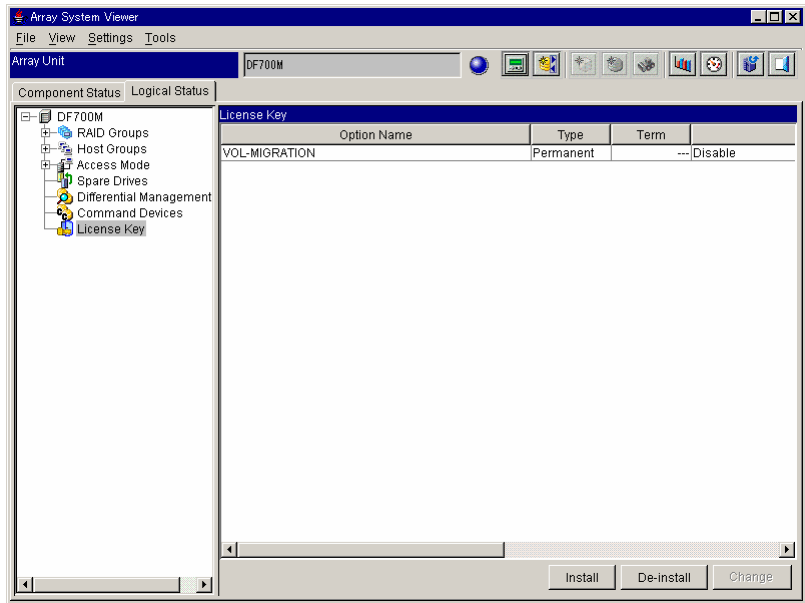 Array System Viewer
File View Settings Tools
Array Unit
DF700M
Component Status Logical Status
DF700M
RAID Groups
Host Groups
Access Mode
Spare Drives
Differential Management
Command Devices
License Key
License Key
Option Name Type Term
VOL-MIGRATION Permanent --- Disable
Install De-install Change